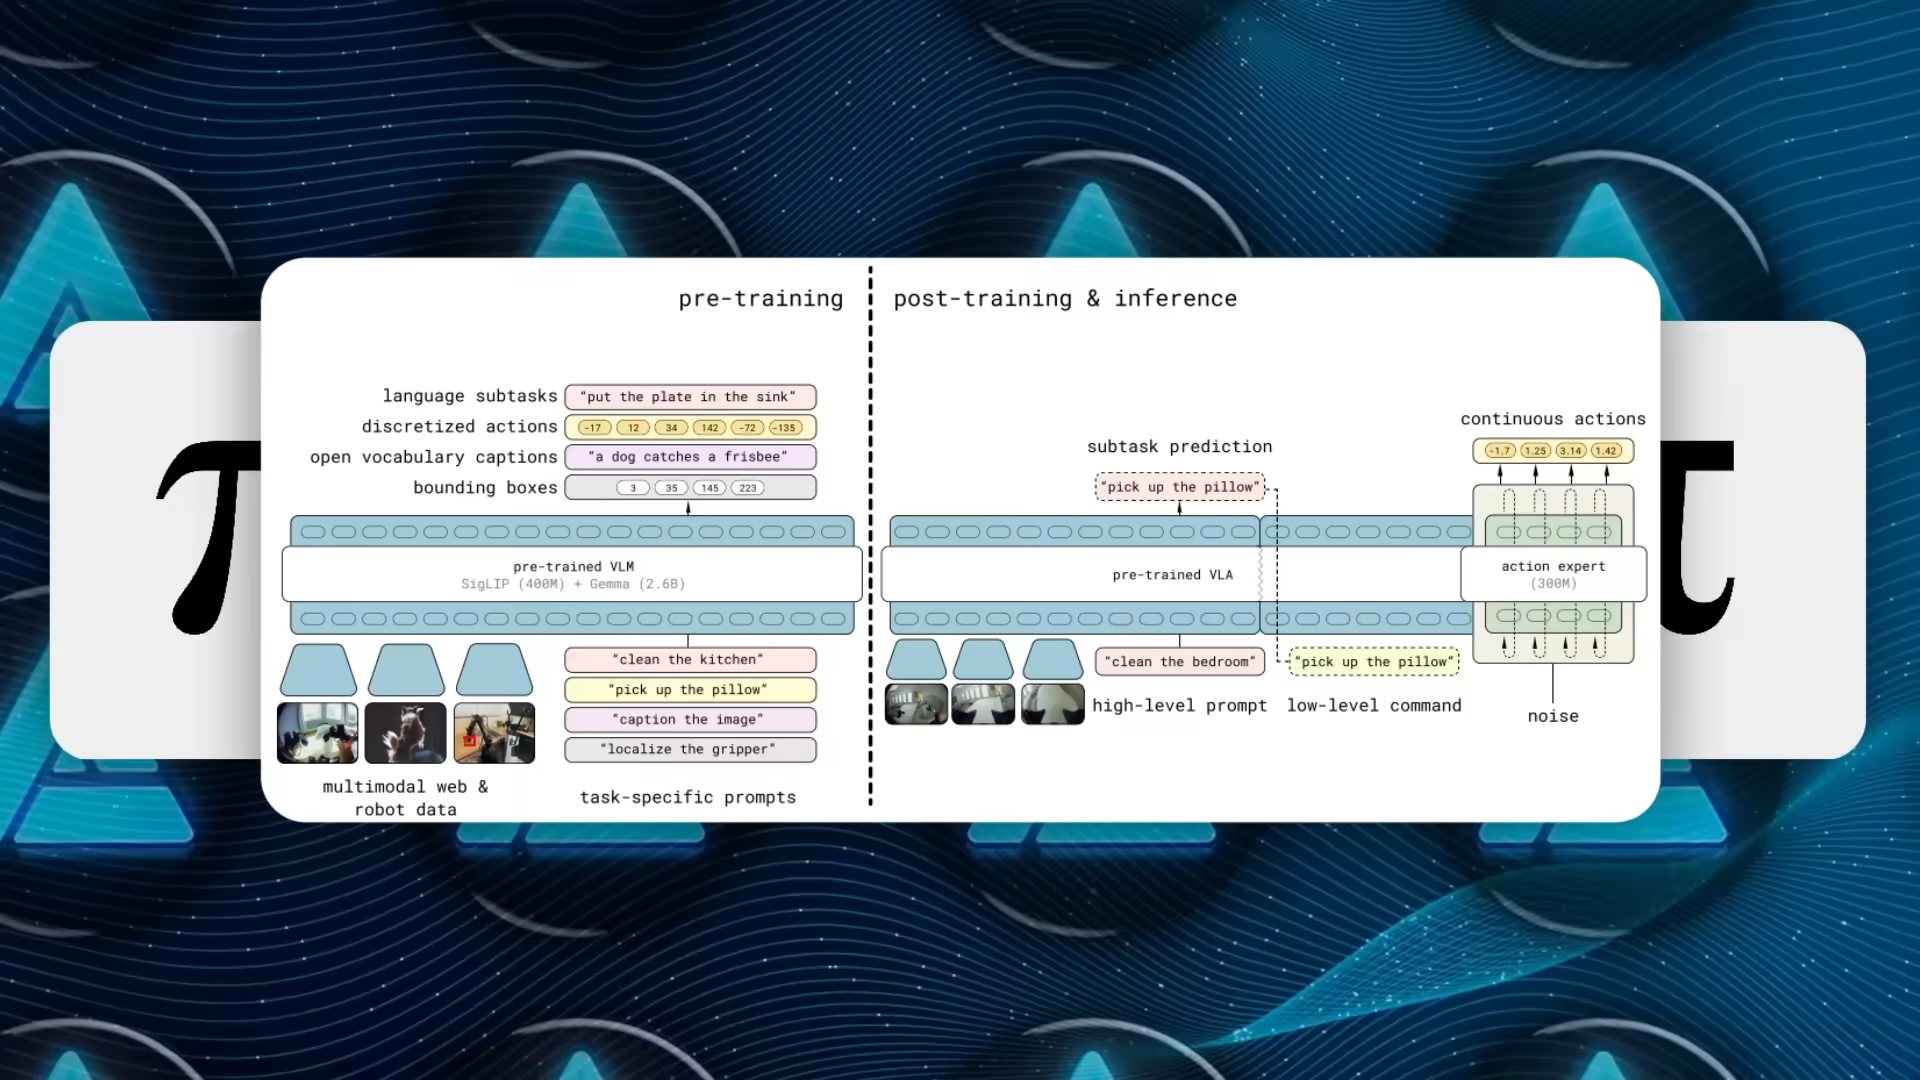 pre-training
post-training & inference
language subtasks "put the plate in the sink"
discretized actions -17 12 34 142 -72 -135
open vocabulary captions "a dog catches a frisbee"
bounding boxes 3 35 145 223
pre-trained VLM
SigLIP (400M) + Gemma (2.6B)
"clean the kitchen"
"pick up the pillow"
"caption the image"
"localize the gripper"
multimodal web &
robot data
task-specific prompts
continuous actions
-1.7 1.25 3.14 1.42
subtask prediction
"pick up the pillow"
pre-trained VLA
action expert
(300M)
"clean the bedroom" "pick up the pillow"
high-level prompt low-level command
noise
π
π